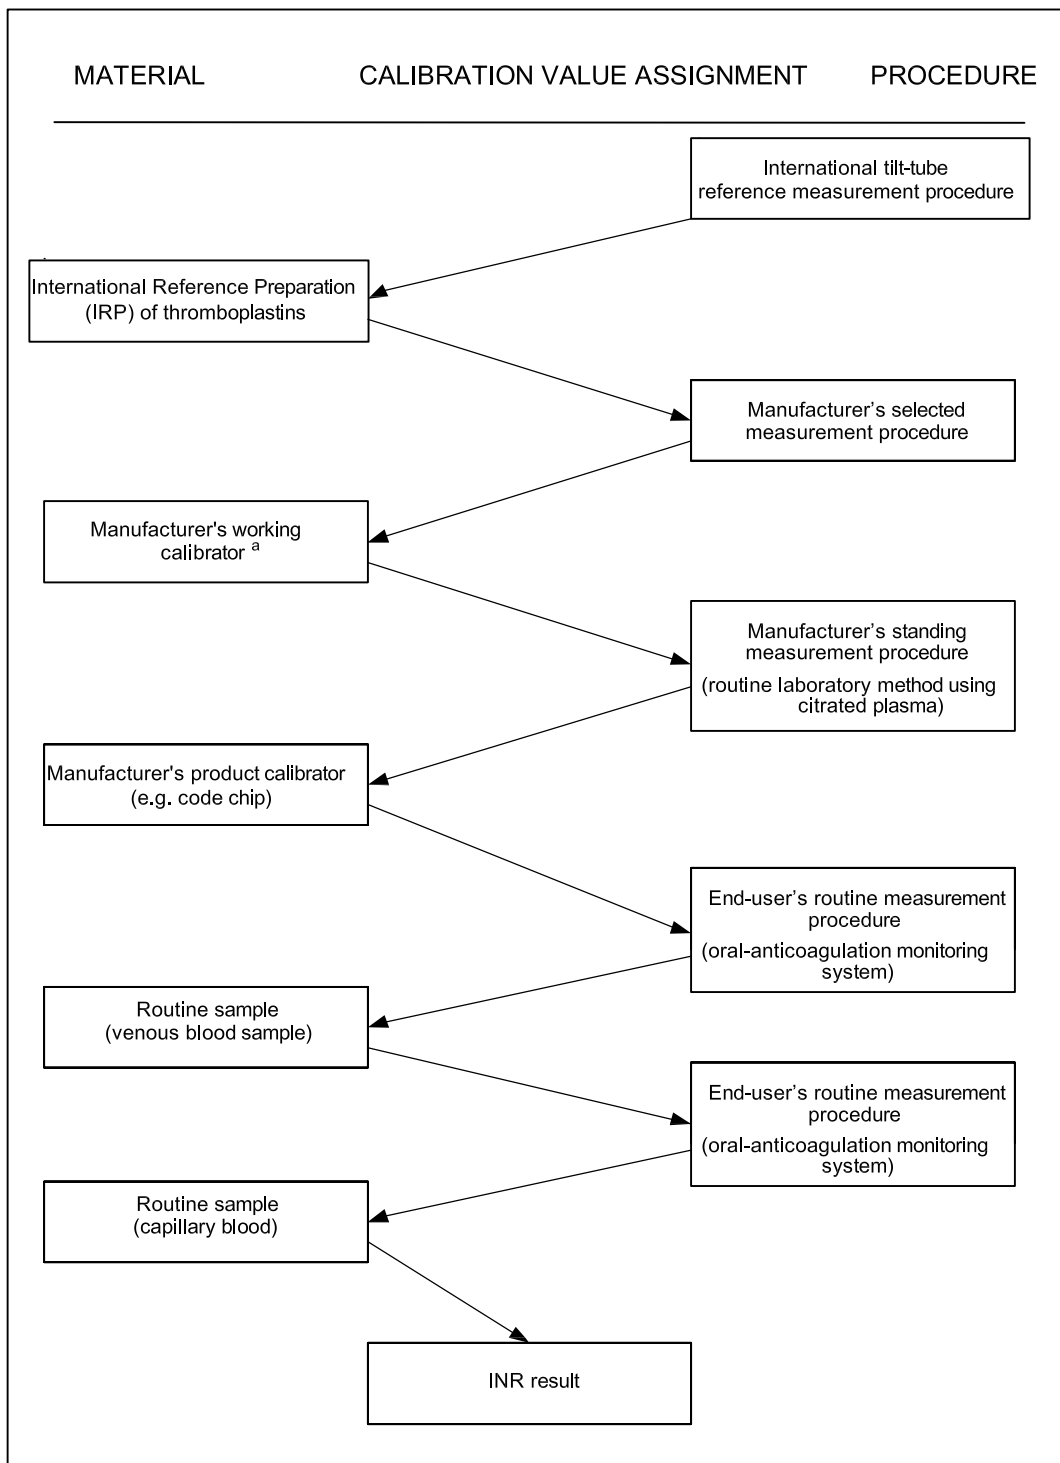 MATERIAL CALIBRATION VALUE ASSIGNMENT PROCEDURE
International tilt-tube
reference measurement procedure
International Reference Preparation
(IRP) of thromboplastins
Manufacturer’s selected
measurement procedure
Manufacturer's working
calibrator a
Manufacturer’s standing
measurement procedure
(routine laboratory method using
citrated plasma)
Manufacturer's product calibrator
(e.g. code chip)
End-user’s routine measurement
procedure
(oral-anticoagulation monitoring
system)
Routine sample
(venous blood sample)
End-user’s routine measurement
procedure
(oral-anticoagulation monitoring
system)
Routine sample
(capillary blood)
INR result